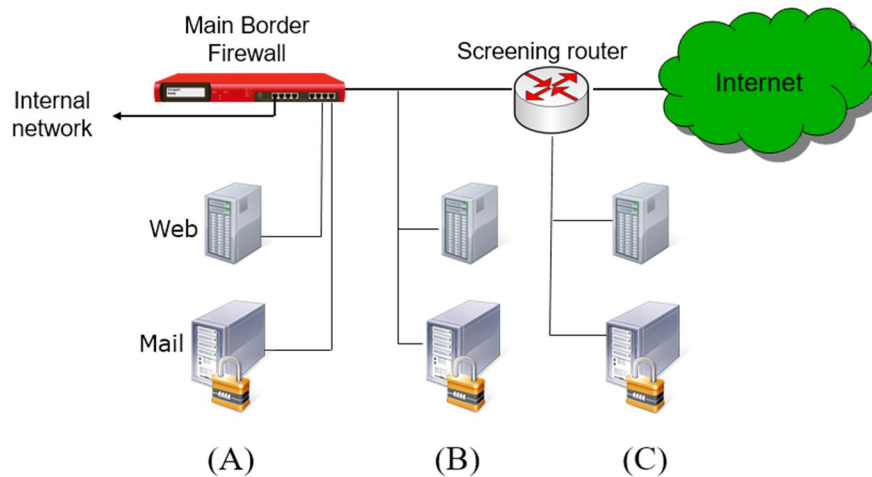 Main Border
Firewall
Screening router
Internet
Internal
network
Web
Mail
(A)
(B)
(C)